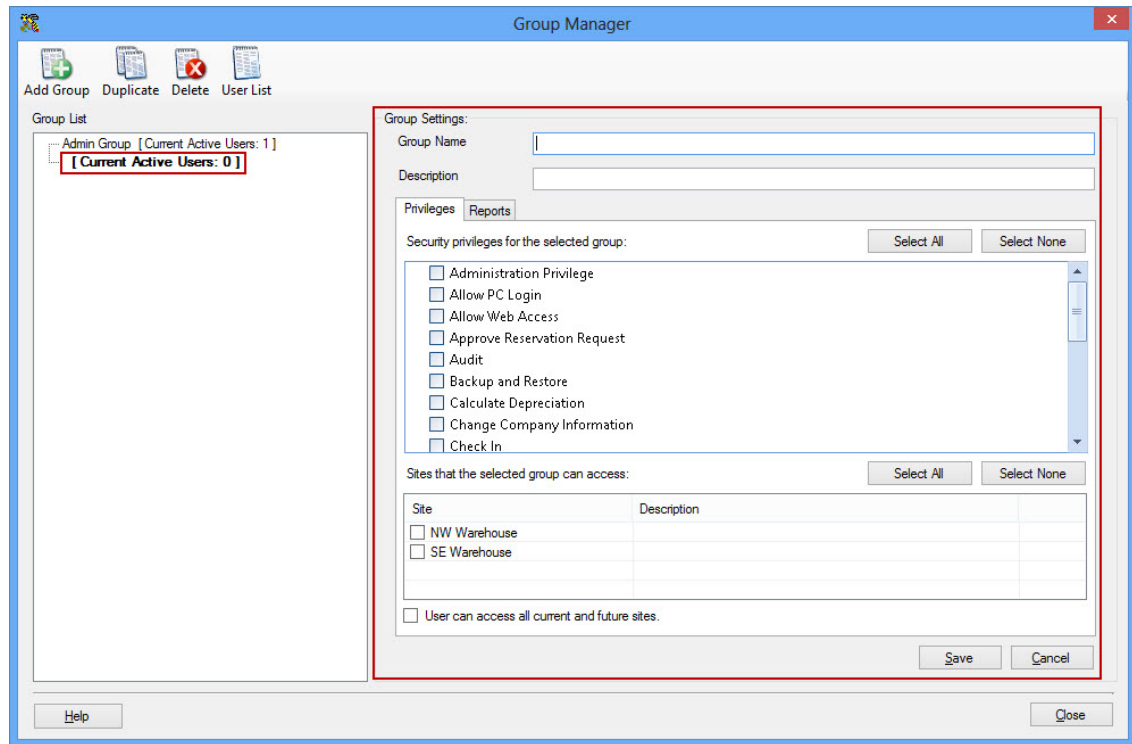 Group Manager
Add Group Duplicate Delete User List
Group List
Admin Group [ Current Active Users: 1 ]
[ Current Active Users: 0 ]
Group Settings:
Group Name
Description
Privileges Reports
Security privileges for the selected group: Select All Select None
Administration Privilege
Allow PC Login
Allow Web Access
Approve Reservation Request
Audit
Backup and Restore
Calculate Depreciation
Change Company Information
Check In
Sites that the selected group can access: Select All Select None
Site Description
NW Warehouse
SE Warehouse
User can access all current and future sites.
Save Cancel
Help Close